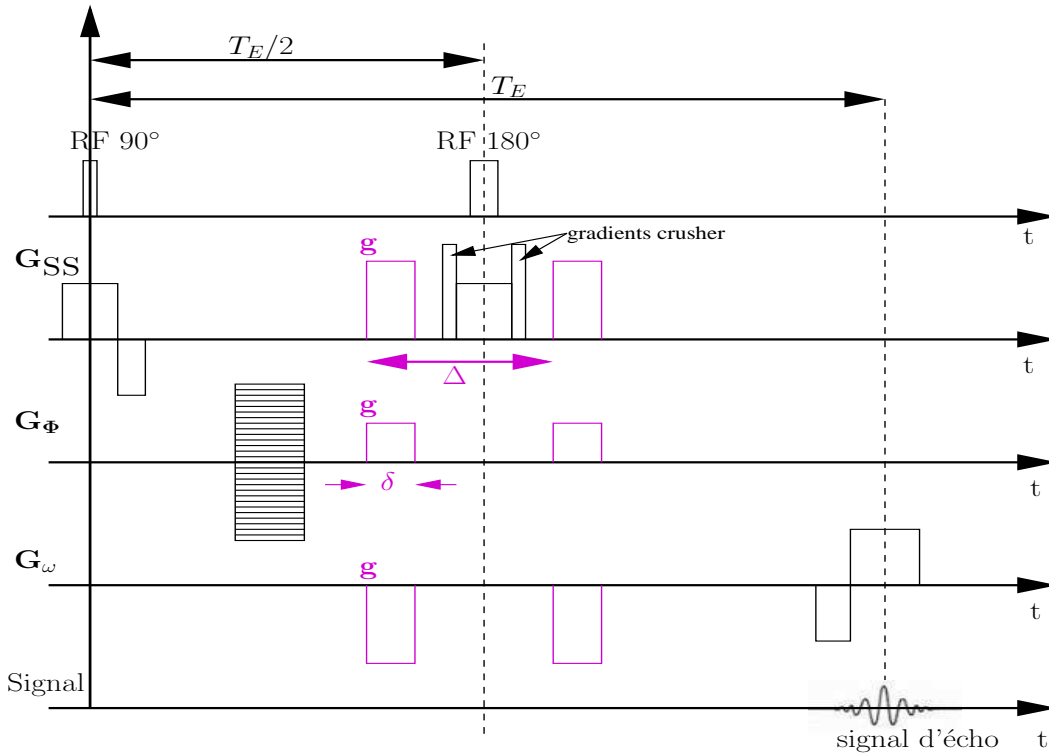 T_E/2
T_E
RF 90°
RF 180°
t
gradients crusher
g
G_SS
t
Δ
g
G_Φ
t
δ
g
G_ω
t
Signal
signal d'écho
t